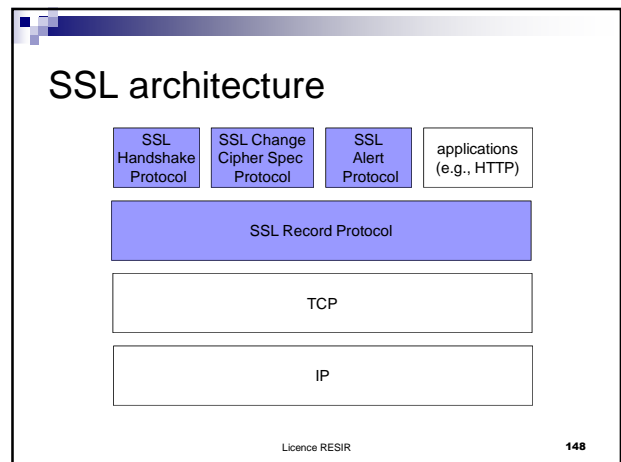 SSL architecture
SSL
Handshake
Protocol
SSL Change
Cipher Spec
Protocol
SSL
Alert
Protocol
applications
(e.g., HTTP)
SSL Record Protocol
TCP
IP
Licence RESIR
148